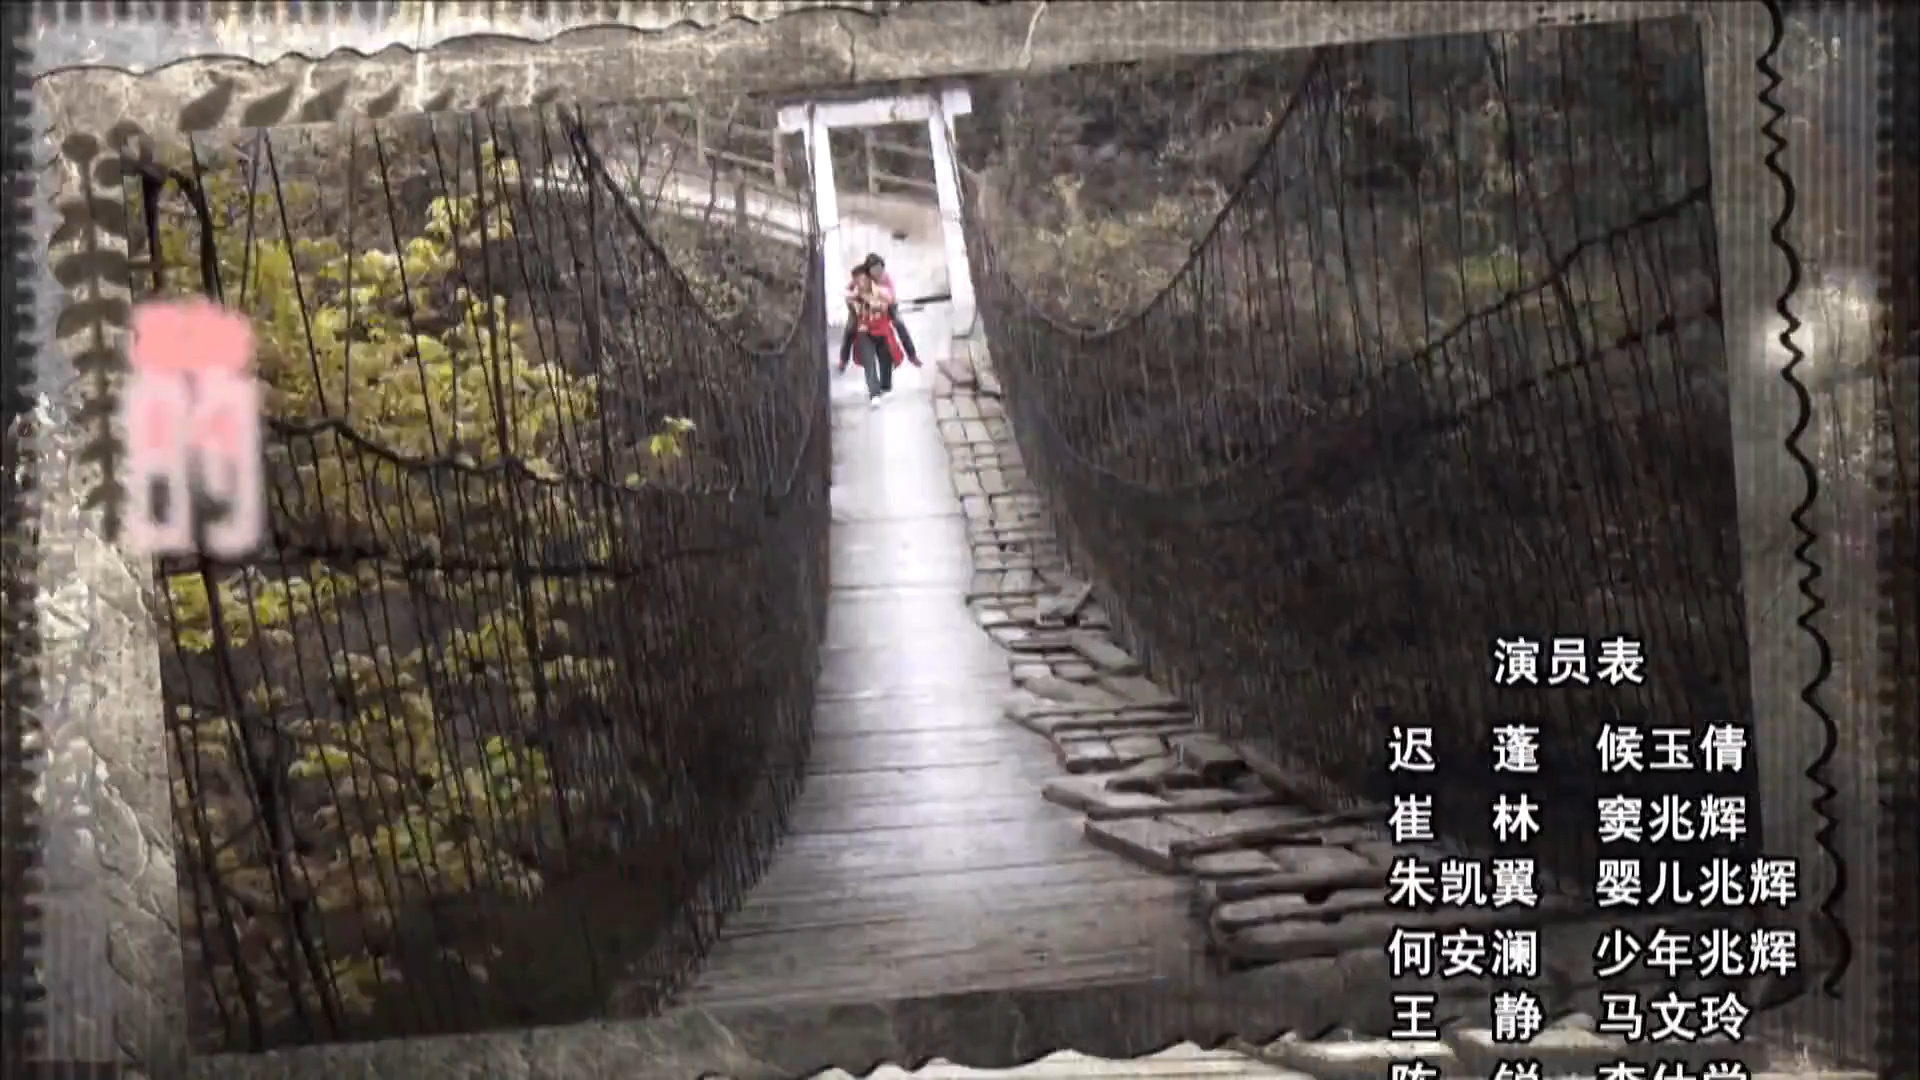 的
演员表
迟 蓬 候玉倩
崔 林 窦兆辉
朱凯翼 婴儿兆辉
何安澜 少年兆辉
王 静 马文玲